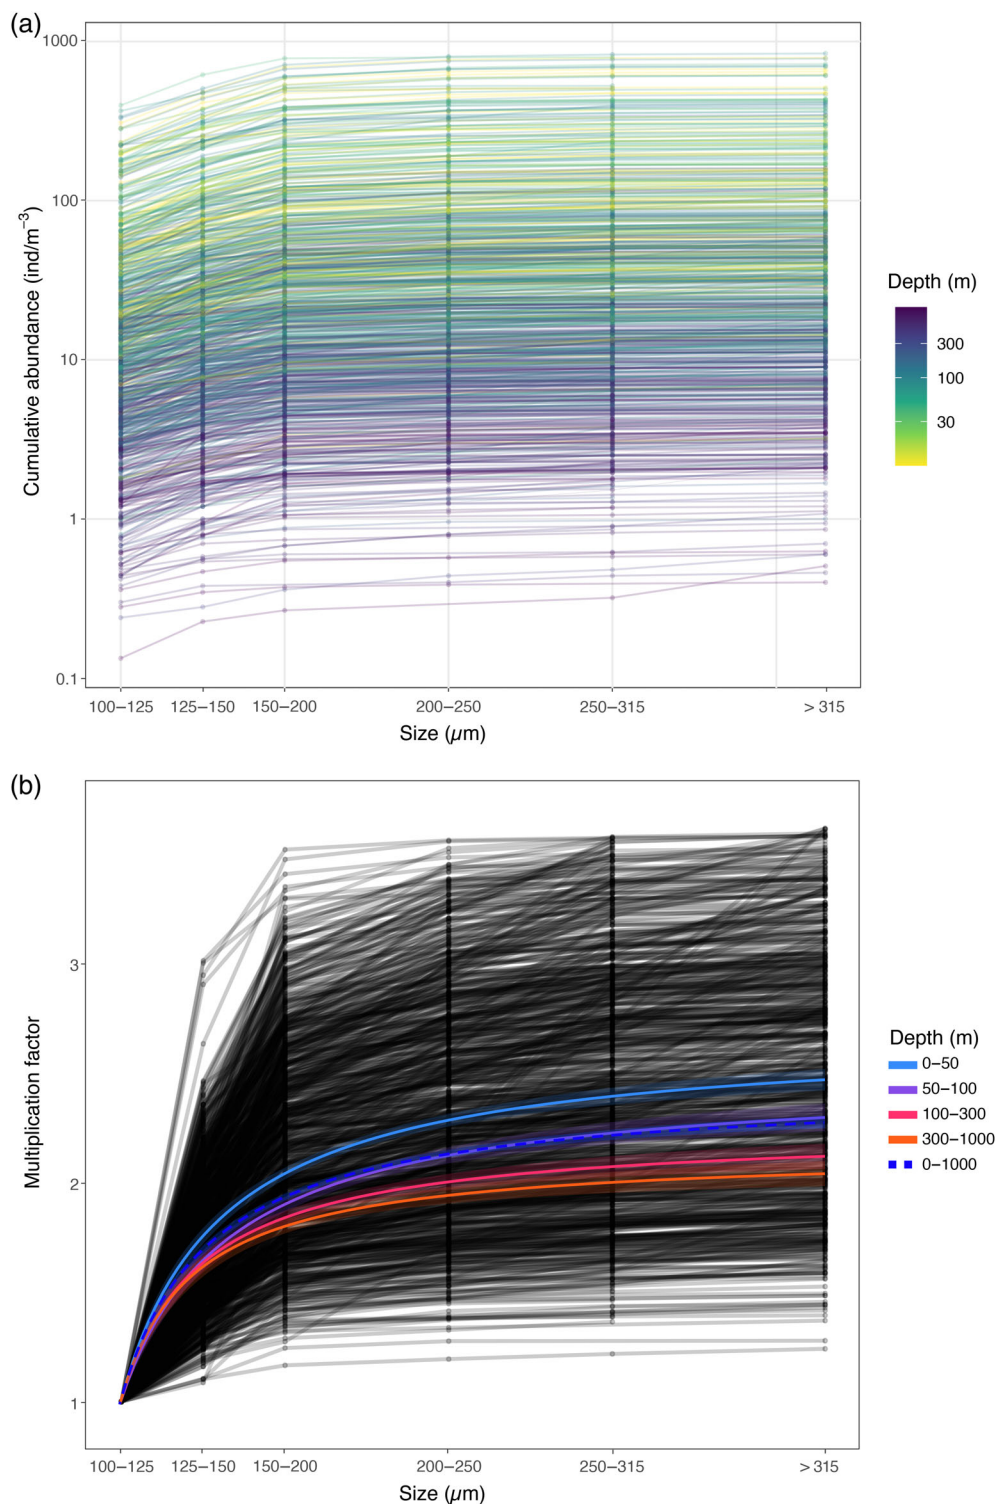 (a)
1000
100
10
1
0.1
Cumulative abundance (ind/m⁻³)
100–125 125–150 150–200 200–250 250–315 > 315
Size (µm)
Depth (m)
300
100
30
(b)
3
2
1
Multiplication factor
100–125 125–150 150–200 200–250 250–315 > 315
Size (µm)
Depth (m)
0–50
50–100
100–300
300–1000
0–1000